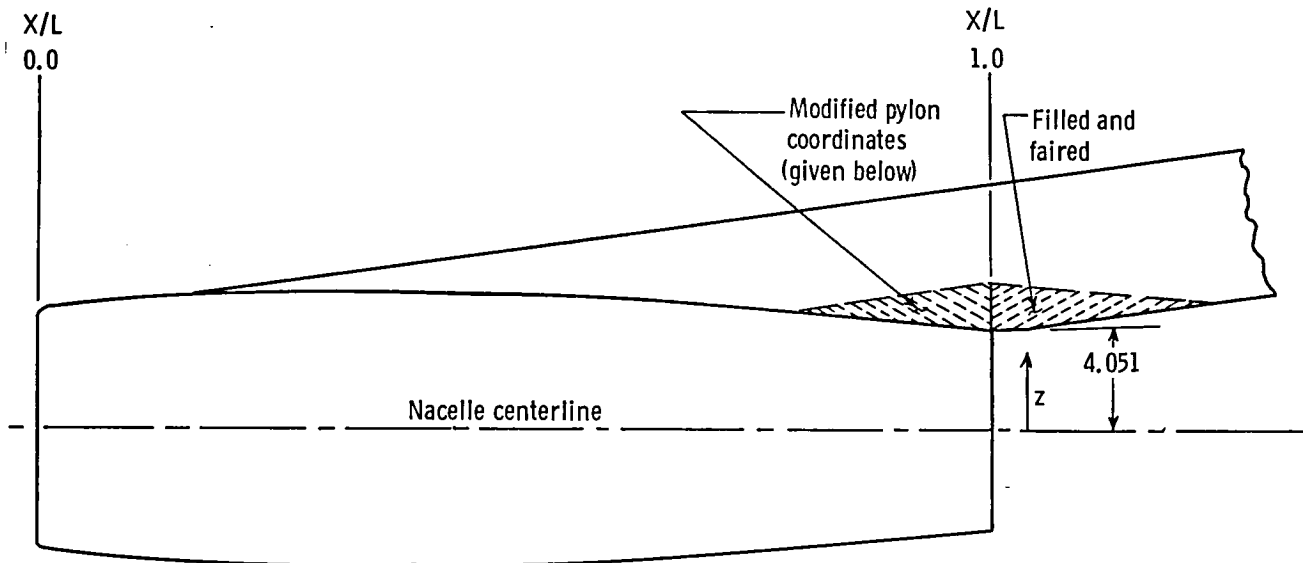 X/L
0.0
X/L
1.0
Modified pylon
coordinates
(given below)
Filled and
faired
4.051
z
Nacelle centerline